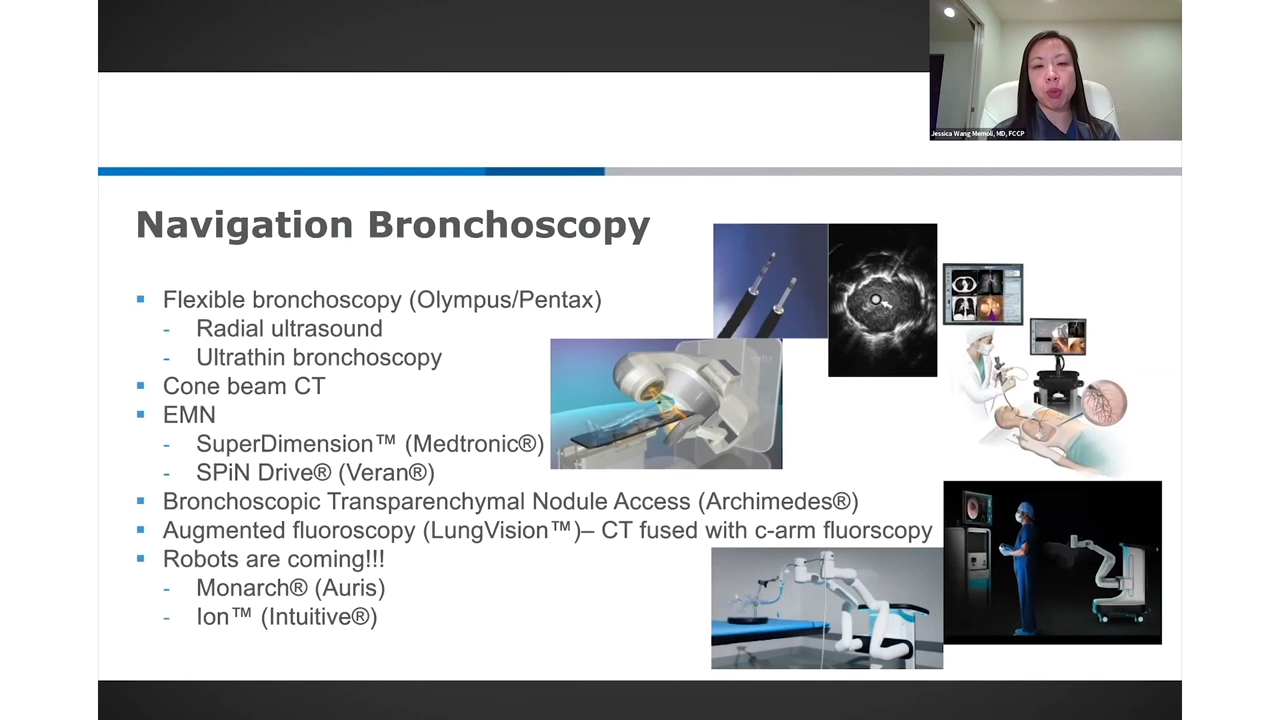 Jessica Wang Memoli, MD, FCCP
Navigation Bronchoscopy
▪ Flexible bronchoscopy (Olympus/Pentax)
- Radial ultrasound
- Ultrathin bronchoscopy
▪ Cone beam CT
▪ EMN
- SuperDimension™ (Medtronic®)
- SPiN Drive® (Veran®)
▪ Bronchoscopic Transparenchymal Nodule Access (Archimedes®)
▪ Augmented fluoroscopy (LungVision™)– CT fused with c-arm fluorscopy
▪ Robots are coming!!!
- Monarch® (Auris)
- Ion™ (Intuitive®)